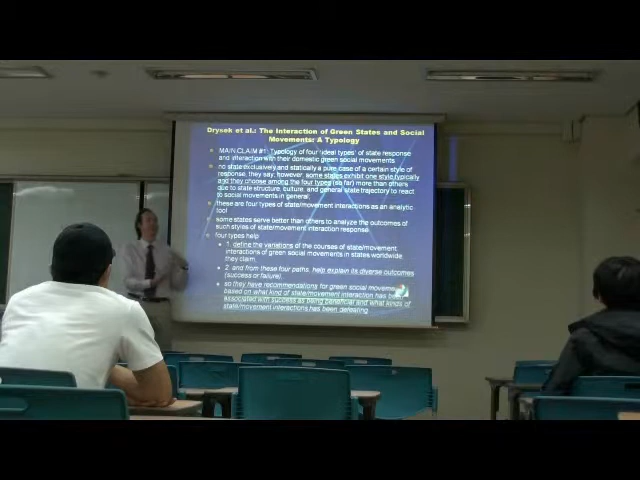 Drysek et al.: The Interaction of Green States and Social
Movements: A Typology
MAIN CLAIM #1: Typology of four 'ideal types' of state response
and interaction with their domestic green social movements
no state exclusively and statically a pure case of a certain style of
response, they say; however, some states exhibit one style typically
and they choose among the four types (so far) more than others
due to state structure, culture, and general state trajectory to react
to social movements in general.
these are four types of state/movement interactions as an analytic
tool
some states serve better than others to analyze the outcomes of
such styles of state/movement interaction response.
four types help
1. define the variations of the courses of state/movement
interactions of green social movements in states worldwide
they claim.
2. and from these four paths, help explain its diverse outcomes
(success or failure).
so they have recommendations for green social movements
based on what kind of state/movement interaction has been
associated with success as being beneficial and what kinds of
state/movement interactions has been defeating